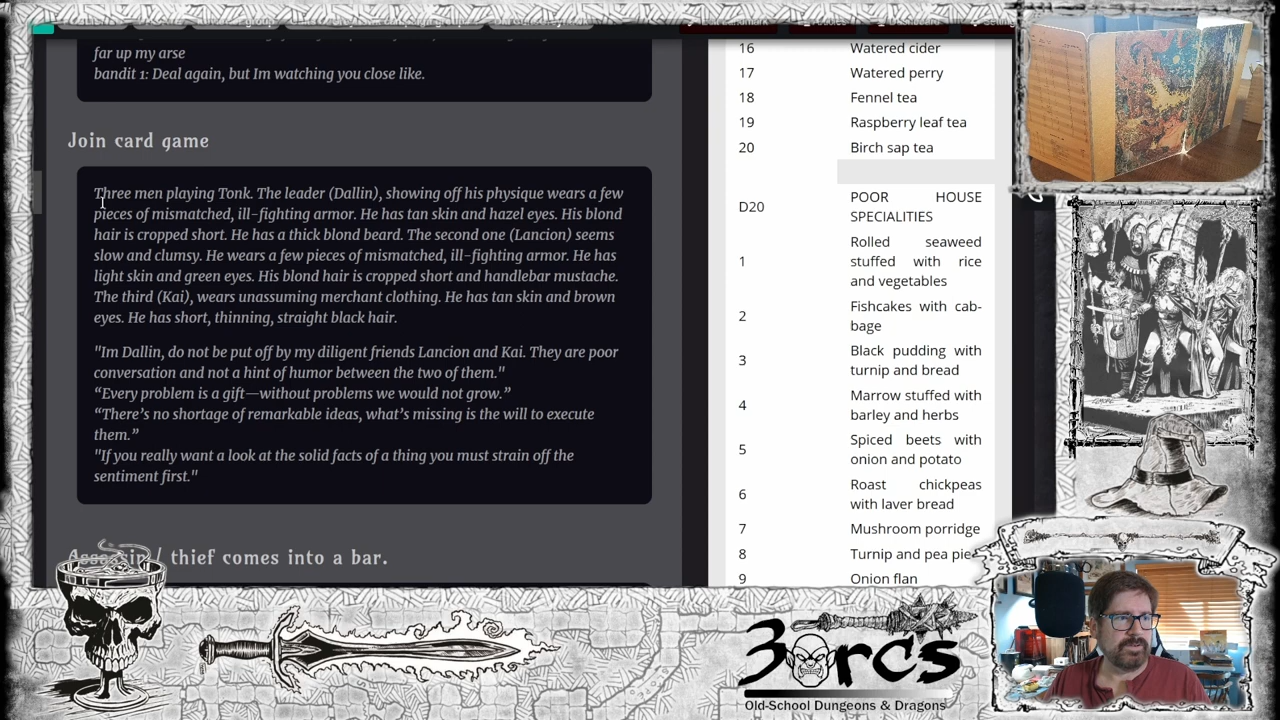 far up my arse
bandit 1: Deal again, but Im watching you close like.
Join card game
Three men playing Tonk. The leader (Dallin), showing off his physique wears a few
pieces of mismatched, ill-fighting armor. He has tan skin and hazel eyes. His blond
hair is cropped short. He has a thick blond beard. The second one (Lancion) seems
slow and clumsy. He wears a few pieces of mismatched, ill-fighting armor. He has
light skin and green eyes. His blond hair is cropped short and handlebar mustache.
The third (Kai), wears unassuming merchant clothing. He has tan skin and brown
eyes. He has short, thinning, straight black hair.
"Im Dallin, do not be put off by my diligent friends Lancion and Kai. They are poor
conversation and not a hint of humor between the two of them."
“Every problem is a gift—without problems we would not grow.”
“There’s no shortage of remarkable ideas, what’s missing is the will to execute
them.”
"If you really want a look at the solid facts of a thing you must strain off the
sentiment first."
Assassin / thief comes into a bar.
16 Watered cider
17 Watered perry
18 Fennel tea
19 Raspberry leaf tea
20 Birch sap tea
D20 POOR HOUSE
SPECIALITIES
1 Rolled seaweed
stuffed with rice
and vegetables
2 Fishcakes with cab-
bage
3 Black pudding with
turnip and bread
4 Marrow stuffed with
barley and herbs
5 Spiced beets with
onion and potato
6 Roast chickpeas
with laver bread
7 Mushroom porridge
8 Turnip and pea pie
9 Onion flan
3 orcs
Old-School Dungeons & Dragons